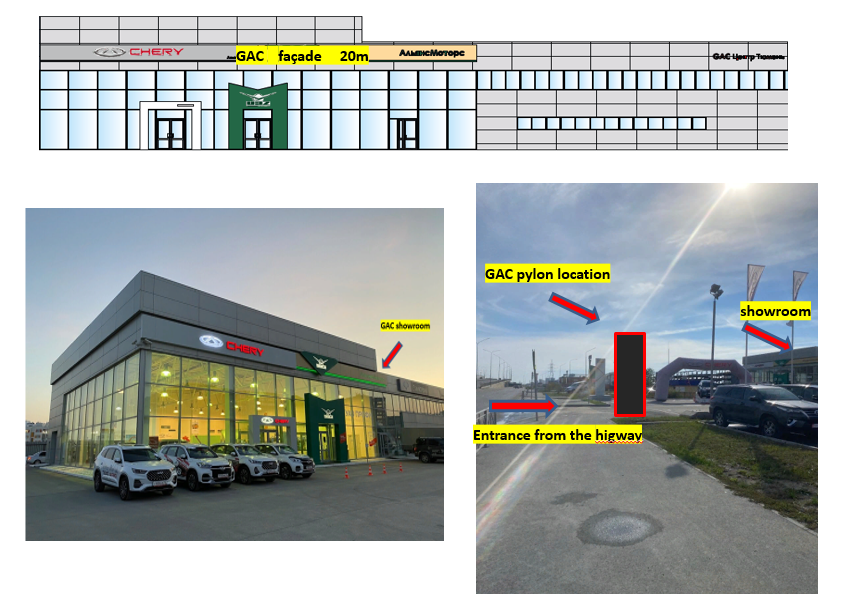 CHERY
GAC façade 20m
АльянсМоторс
GAC Центр Тюмень
GAC showroom
CHERY
GAC pylon location
showroom
Entrance from the higway